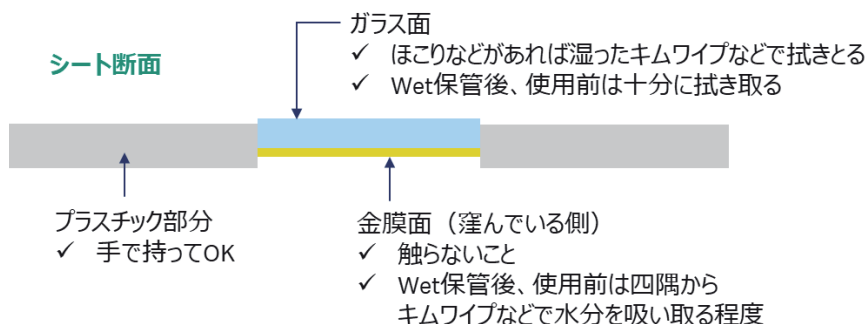 シート断面
ガラス面
✓ ほこりなどがあれば湿ったキムワイプなどで拭きとる
✓ Wet保管後、使用前は十分に拭き取る
プラスチック部分
✓ 手で持ってOK
金膜面（窪んでいる側）
✓ 触らないこと
✓ Wet保管後、使用前は四隅から
キムワイプなどで水分を吸い取る程度